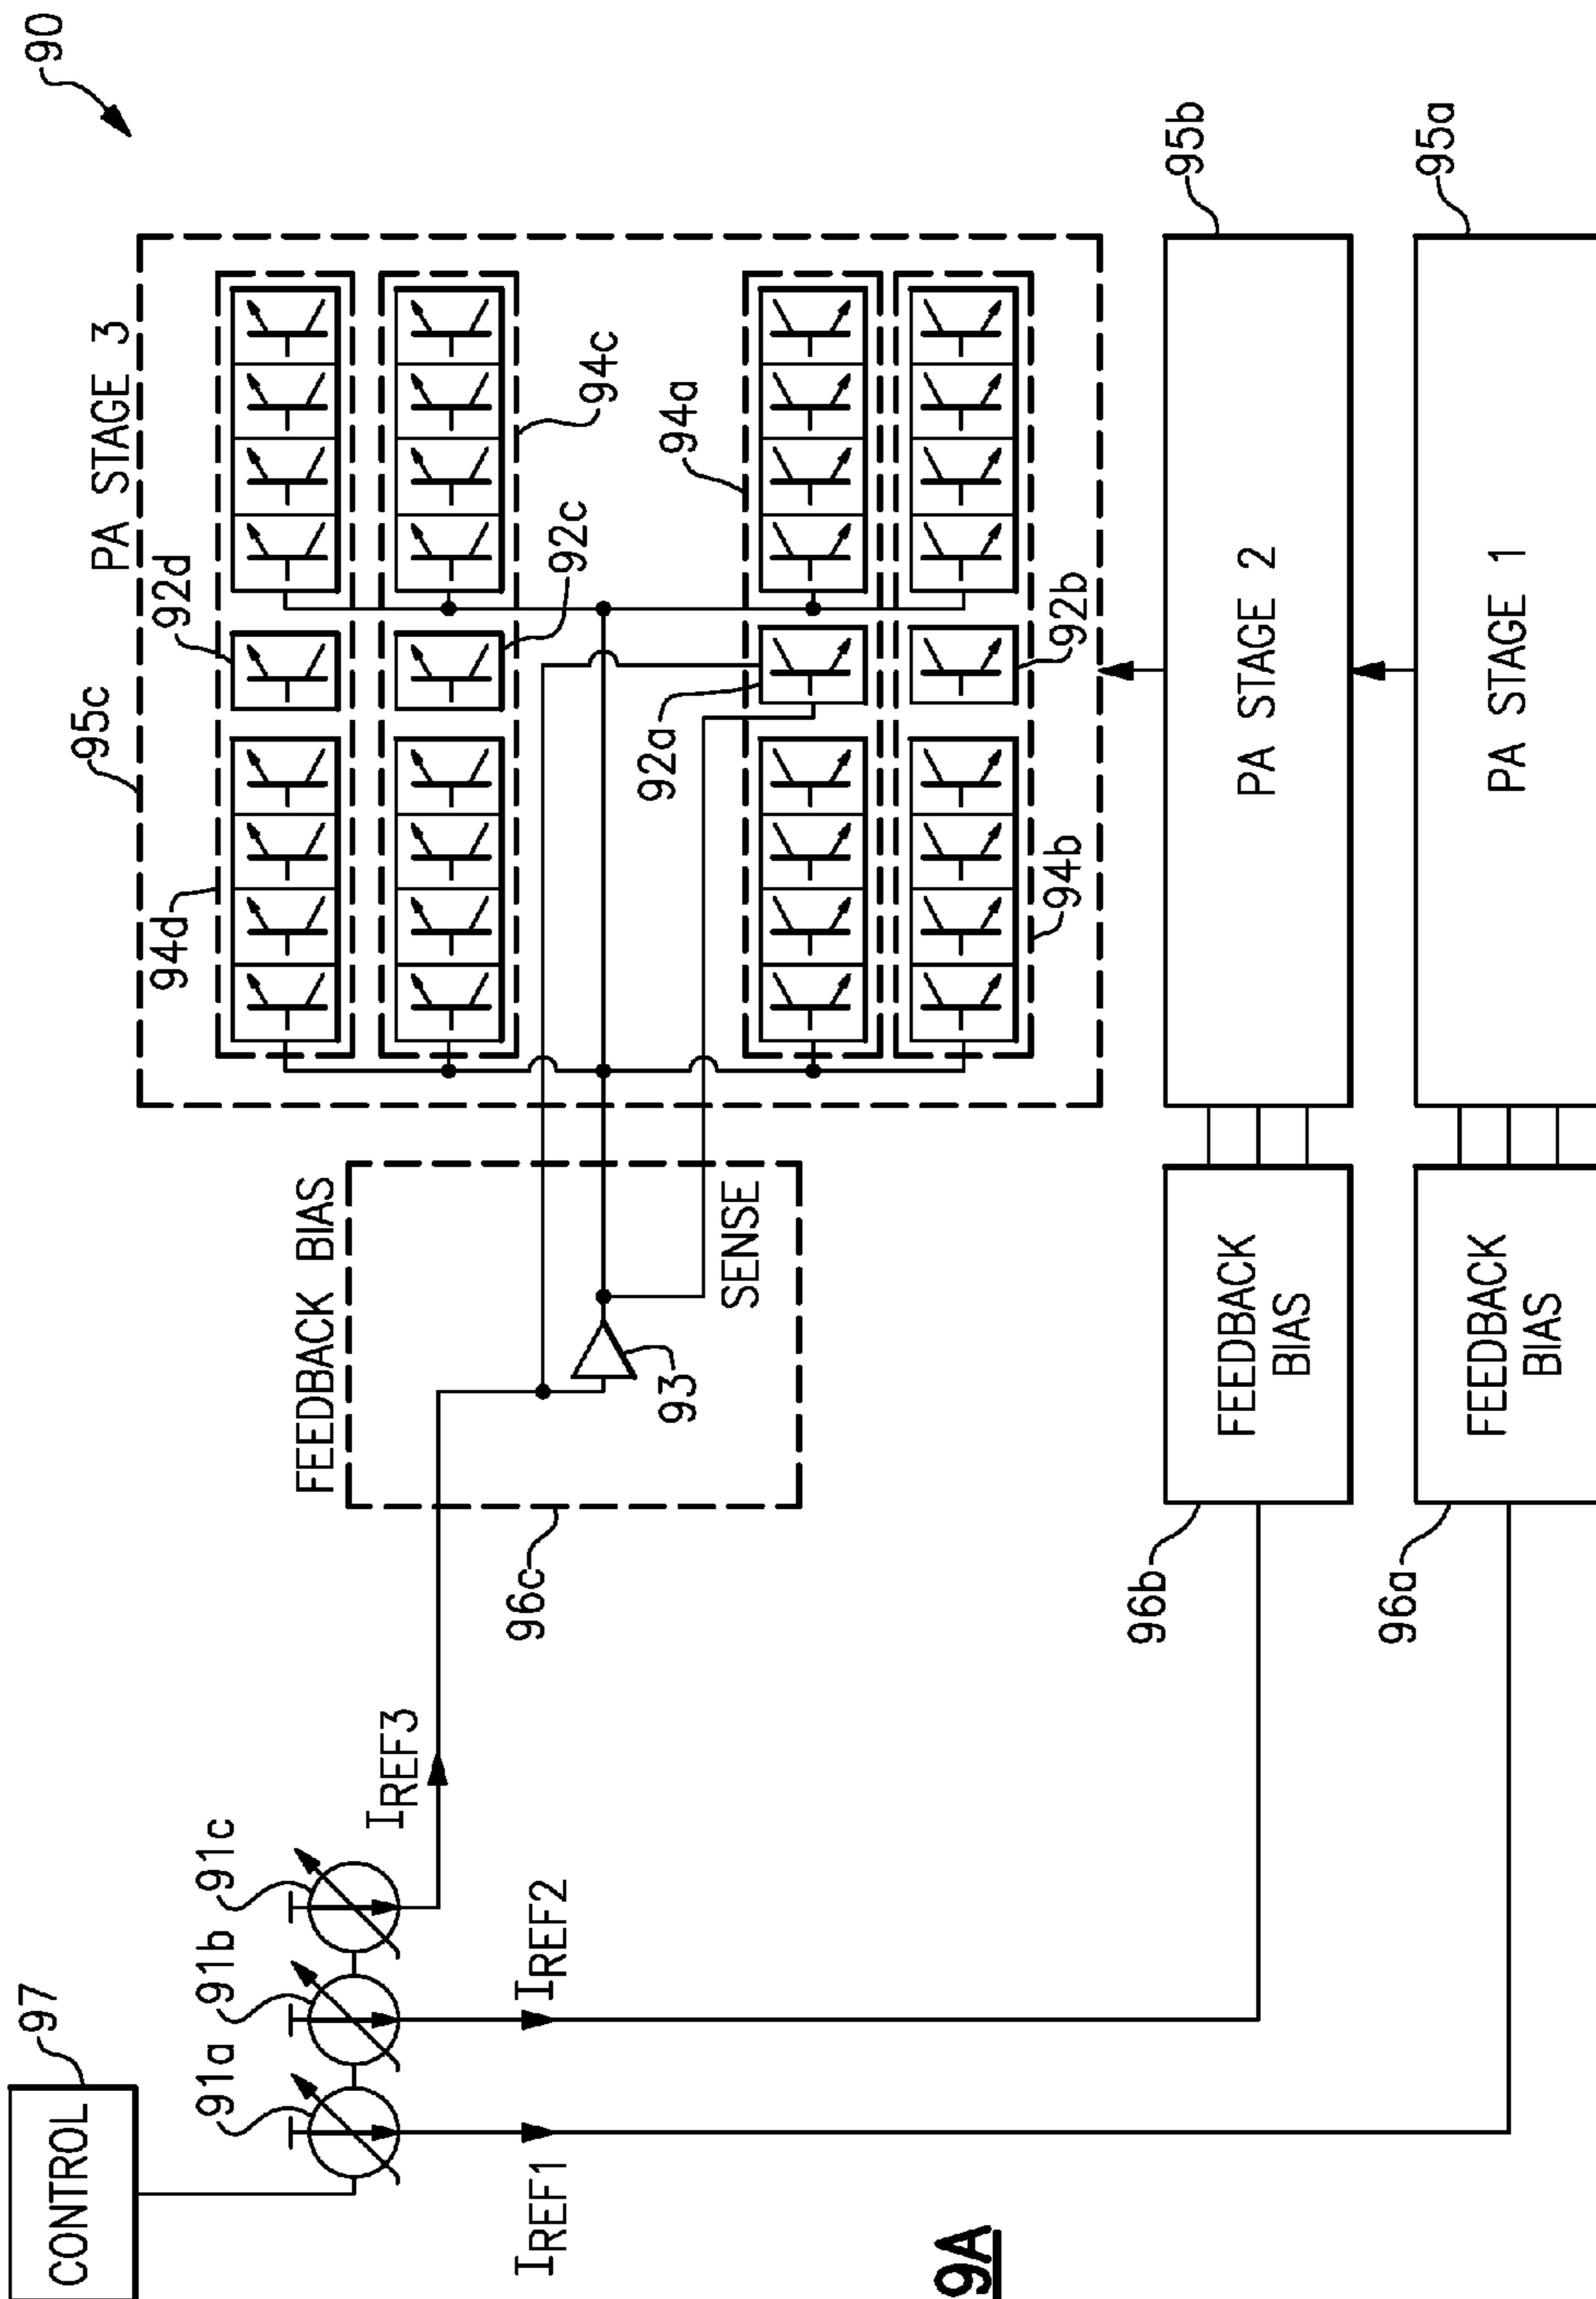 90
PA STAGE 3
95c
92d
94d
94c
92c
94a
92a
92b
94b
95b
95a
PA STAGE 2
PA STAGE 1
FEEDBACK BIAS
SENSE
93
96c
FEEDBACK
BIAS
96b
FEEDBACK
BIAS
96a
IREF3
91c
91b
91a
IREF2
IREF1
97
CONTROL
9A